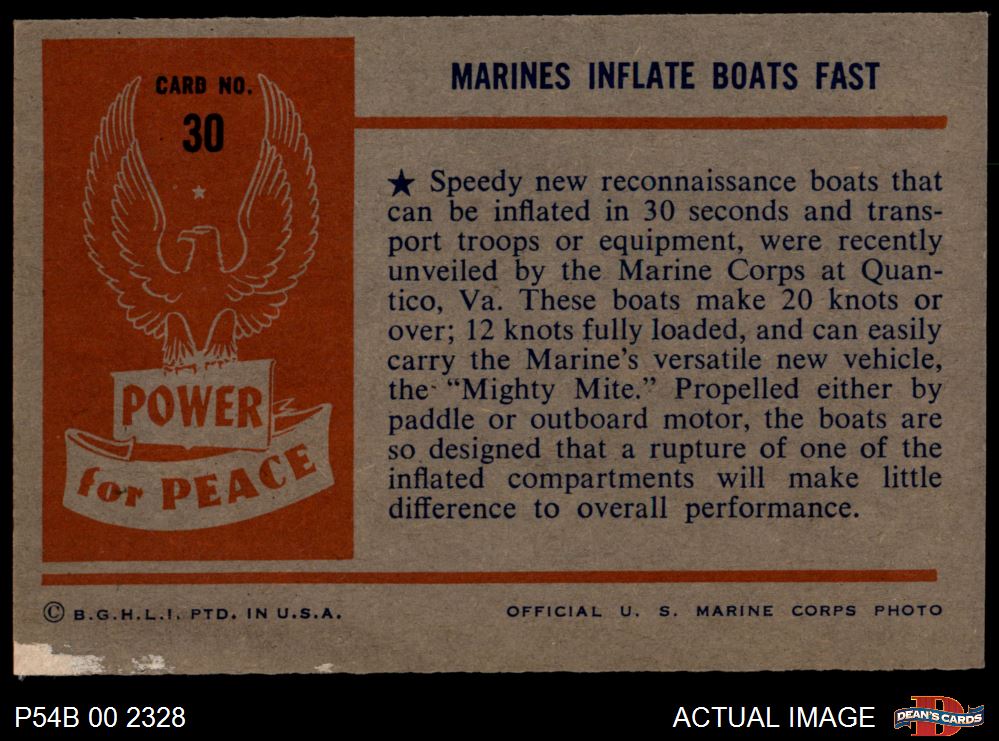 CARD NO.
30
MARINES INFLATE BOATS FAST
★ Speedy new reconnaissance boats that
can be inflated in 30 seconds and trans-
port troops or equipment, were recently
unveiled by the Marine Corps at Quan-
tico, Va. These boats make 20 knots or
over; 12 knots fully loaded, and can easily
carry the Marine's versatile new vehicle,
the "Mighty Mite." Propelled either by
paddle or outboard motor, the boats are
so designed that a rupture of one of the
inflated compartments will make little
difference to overall performance.
POWER
for PEACE
© B.G.H.L.I. PTD. IN U.S.A.
OFFICIAL U. S. MARINE CORPS PHOTO
P54B 00 2328
ACTUAL IMAGE
D
DEAN'S CARDS